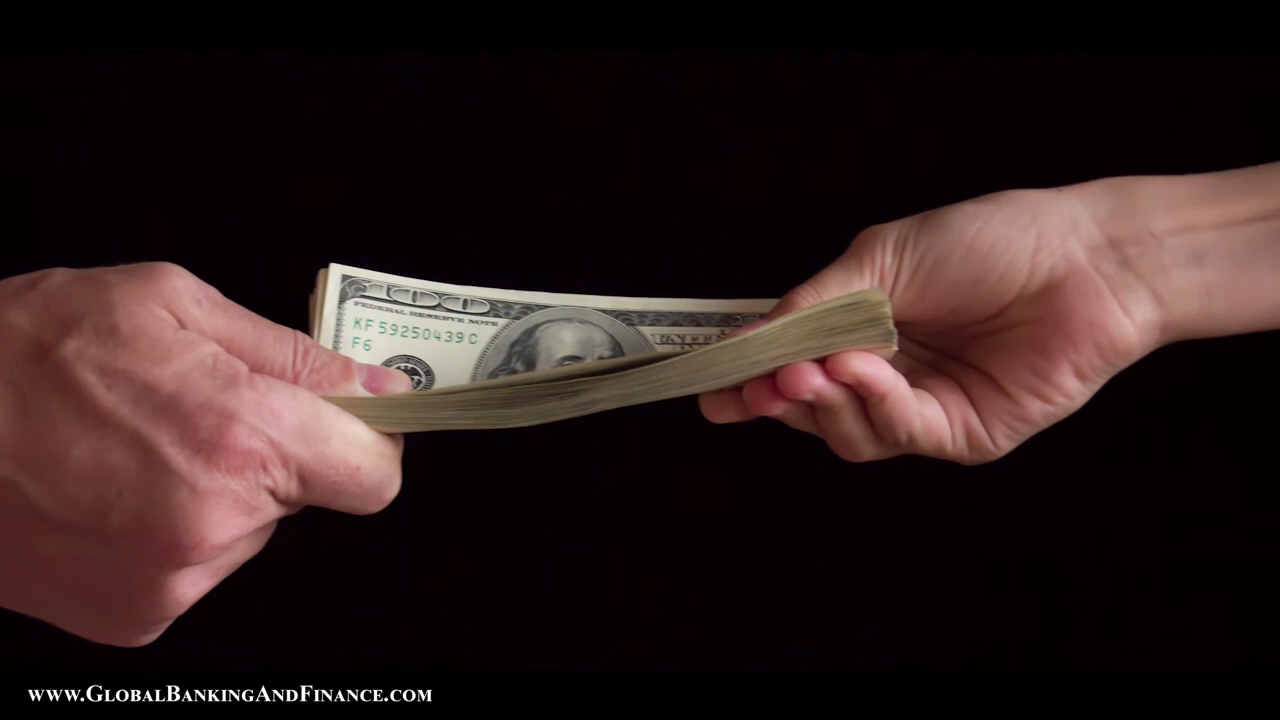 100
FEDERAL RESERVE NOTE
KF 59250439 C
F6
www.GlobalBankingAndFinance.com